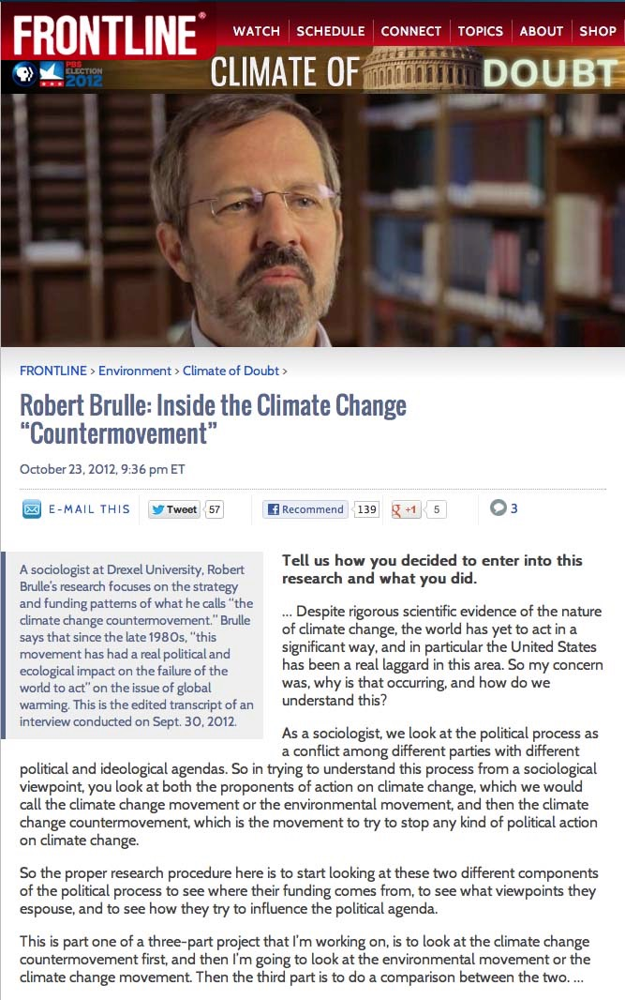 FRONTLINE®
WATCH SCHEDULE CONNECT TOPICS ABOUT SHOP
PBS
ELECTION
2012
CLIMATE OF DOUBT
FRONTLINE > Environment > Climate of Doubt >
Robert Brulle: Inside the Climate Change
“Countermovement”
October 23, 2012, 9:36 pm ET
E-MAIL THIS Tweet 57 Recommend 139 g +1 5 3
A sociologist at Drexel University, Robert
Brulle’s research focuses on the strategy
and funding patterns of what he calls “the
climate change countermovement.” Brulle
says that since the late 1980s, “this
movement has had a real political and
ecological impact on the failure of the
world to act” on the issue of global
warming. This is the edited transcript of an
interview conducted on Sept. 30, 2012.
Tell us how you decided to enter into this
research and what you did.
... Despite rigorous scientific evidence of the nature
of climate change, the world has yet to act in a
significant way, and in particular the United States
has been a real laggard in this area. So my concern
was, why is that occurring, and how do we
understand this?
As a sociologist, we look at the political process as
a conflict among different parties with different
political and ideological agendas. So in trying to understand this process from a sociological
viewpoint, you look at both the proponents of action on climate change, which we would
call the climate change movement or the environmental movement, and then the climate
change countermovement, which is the movement to try to stop any kind of political action
on climate change.
So the proper research procedure here is to start looking at these two different components
of the political process to see where their funding comes from, to see what viewpoints they
espouse, and to see how they try to influence the political agenda.
This is part one of a three-part project that I’m working on, is to look at the climate change
countermovement first, and then I’m going to look at the environmental movement or the
climate change movement. Then the third part is to do a comparison between the two. ...